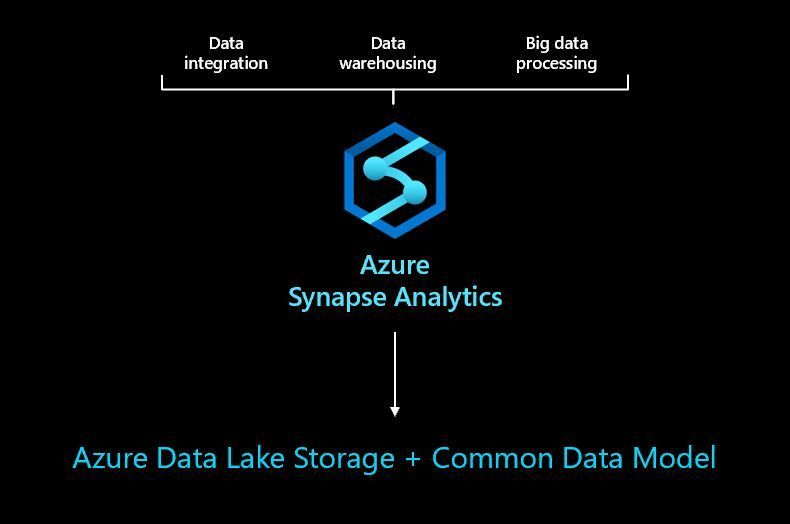 Data
integration
Data
warehousing
Big data
processing
Azure
Synapse Analytics
Azure Data Lake Storage + Common Data Model